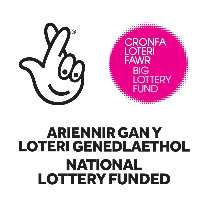 CRONFA
LOTERI
FAWR
BIG
LOTTERY
FUND
ARIENNIR GAN Y
LOTERI GENEDLAETHOL
NATIONAL
LOTTERY FUNDED